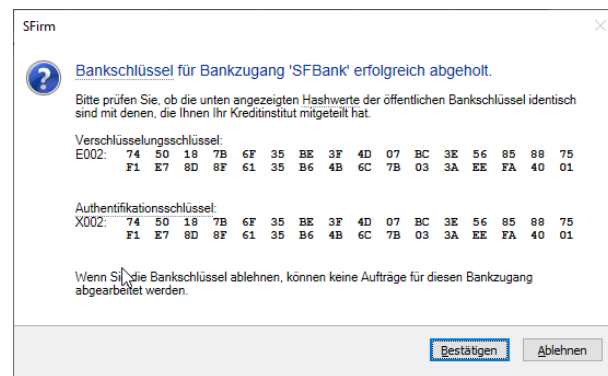 SFirm
Bankschlüssel für Bankzugang 'SFBank' erfolgreich abgeholt.
Bitte prüfen Sie, ob die unten angezeigten Hashwerte der öffentlichen Bankschlüssel identisch
sind mit denen, die Ihnen Ihr Kreditinstitut mitgeteilt hat.
Verschlüsselungsschlüssel:
E002: 74 50 18 7B 6F 35 BE 3F 4D 07 BC 3E 56 85 88 75
F1 E7 8D 8F 61 35 B6 4B 6C 7B 03 3A EE FA 40 01
Authentifikationsschlüssel:
X002: 74 50 18 7B 6F 35 BE 3F 4D 07 BC 3E 56 85 88 75
F1 E7 8D 8F 61 35 B6 4B 6C 7B 03 3A EE FA 40 01
Wenn Sie die Bankschlüssel ablehnen, können keine Aufträge für diesen Bankzugang
abgearbeitet werden.
Bestätigen Ablehnen